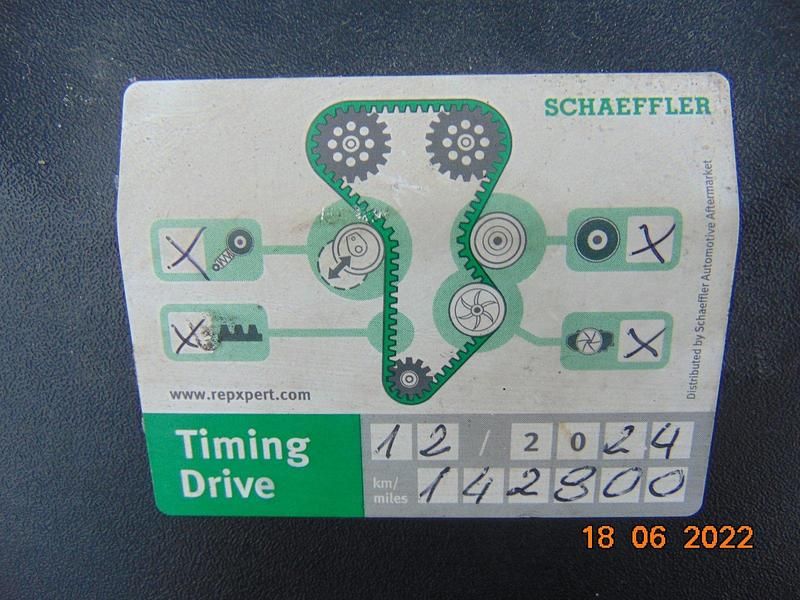 SCHAEFFLER
X
X
X
X
Distributed by Schaeffler Automotive Aftermarket
www.repxpert.com
Timing
Drive
12 / 2024
km/
miles
142800
18 06 2022